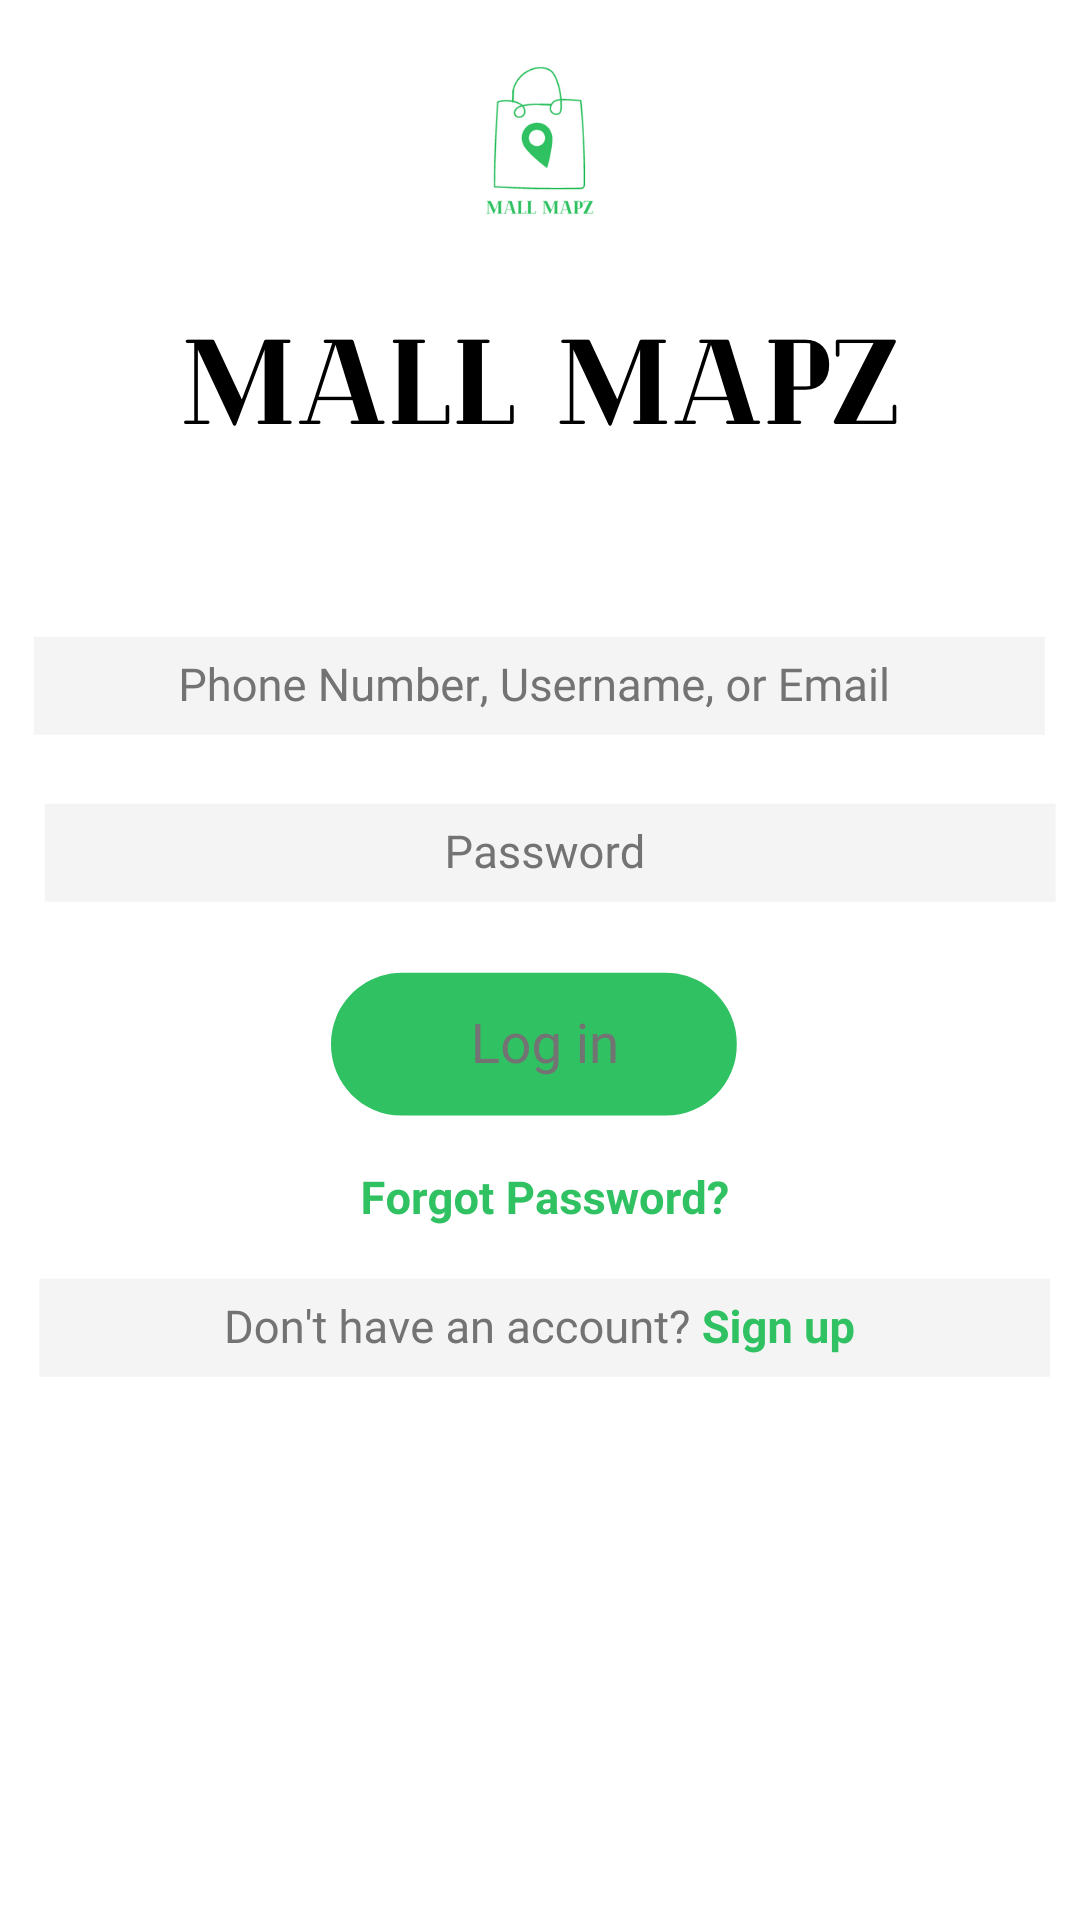 MALL MAPZ
MALL MAPZ
Phone Number, Username, or Email
Password
Log in
Forgot Password?
Don't have an account? Sign up